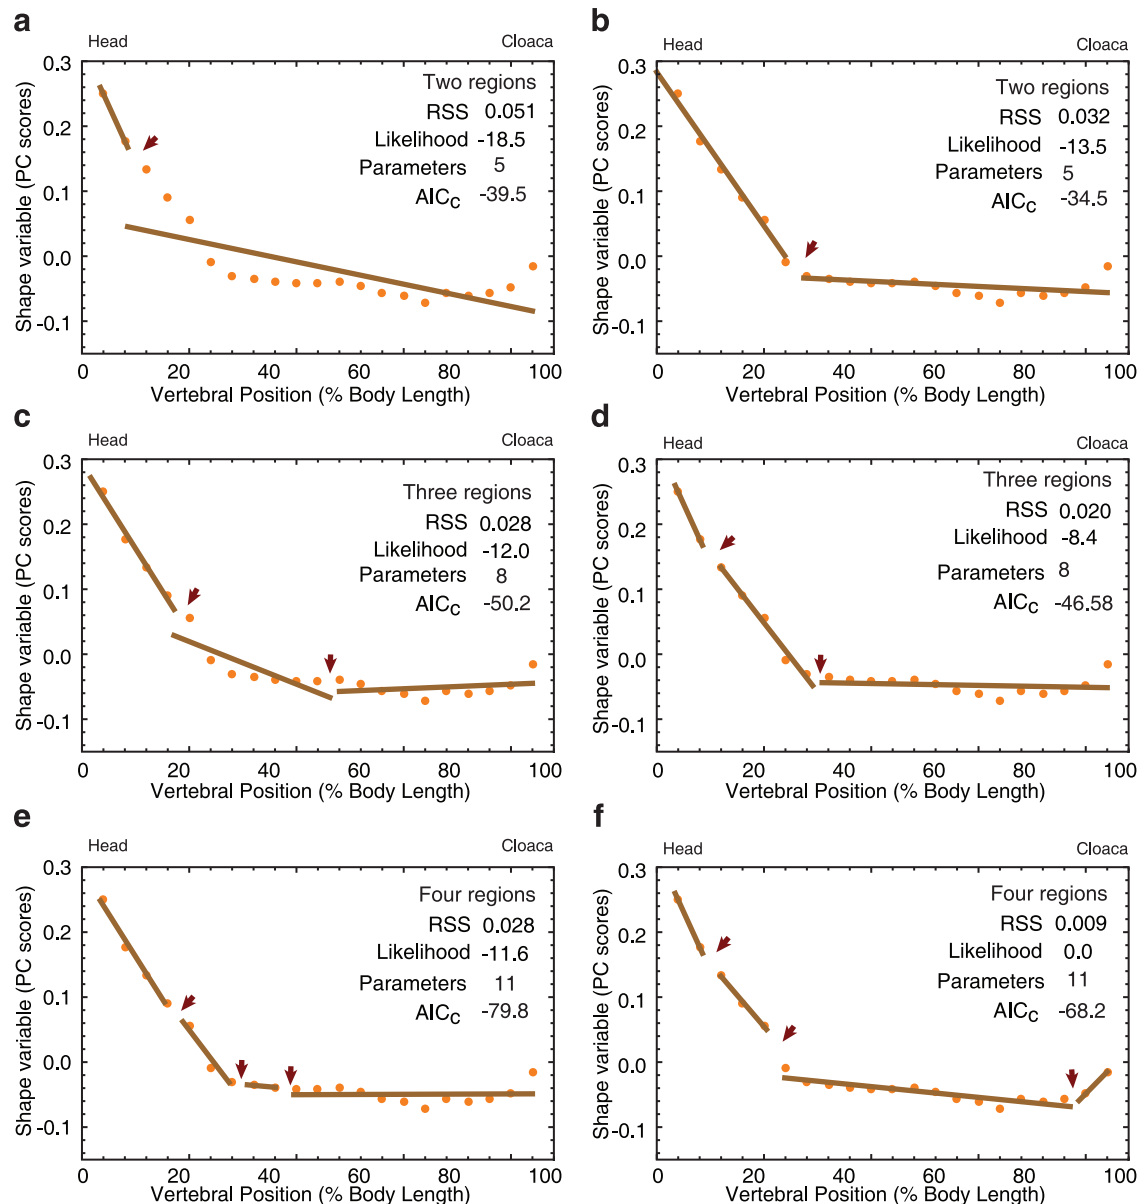 a
Head Cloaca
0.3
0.2
0.1
0.0
-0.1
Shape variable (PC scores)
Two regions
RSS 0.051
Likelihood -18.5
Parameters 5
AICC -39.5
0 20 40 60 80 100
Vertebral Position (% Body Length)
b
Head Cloaca
0.3
0.2
0.1
0.0
-0.1
Shape variable (PC scores)
Two regions
RSS 0.032
Likelihood -13.5
Parameters 5
AICC -34.5
0 20 40 60 80 100
Vertebral Position (% Body Length)
c
Head Cloaca
0.3
0.2
0.1
0.0
-0.1
Shape variable (PC scores)
Three regions
RSS 0.028
Likelihood -12.0
Parameters 8
AICC -50.2
0 20 40 60 80 100
Vertebral Position (% Body Length)
d
Head Cloaca
0.3
0.2
0.1
0.0
-0.1
Shape variable (PC scores)
Three regions
RSS 0.020
Likelihood -8.4
Parameters 8
AICC -46.58
0 20 40 60 80 100
Vertebral Position (% Body Length)
e
Head Cloaca
0.3
0.2
0.1
0.0
-0.1
Shape variable (PC scores)
Four regions
RSS 0.028
Likelihood -11.6
Parameters 11
AICC -79.8
0 20 40 60 80 100
Vertebral Position (% Body Length)
f
Head Cloaca
0.3
0.2
0.1
0.0
-0.1
Shape variable (PC scores)
Four regions
RSS 0.009
Likelihood 0.0
Parameters 11
AICC -68.2
0 20 40 60 80 100
Vertebral Position (% Body Length)